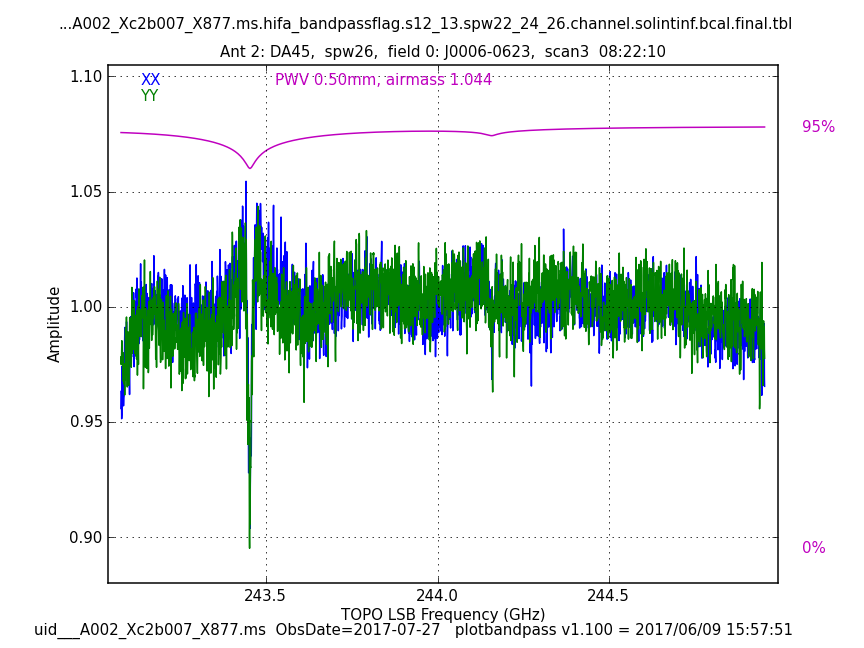 ...A002_Xc2b007_X877.ms.hifa_bandpassflag.s12_13.spw22_24_26.channel.solintinf.bcal.final.tbl
Ant 2: DA45,  spw26,  field 0: J0006-0623,  scan3  08:22:10
XX
YY
PWV 0.50mm, airmass 1.044
1.10
1.05
1.00
0.95
0.90
Amplitude
95%
0%
243.5
244.0
244.5
TOPO LSB Frequency (GHz)
uid___A002_Xc2b007_X877.ms  ObsDate=2017-07-27   plotbandpass v1.100 = 2017/06/09 15:57:51